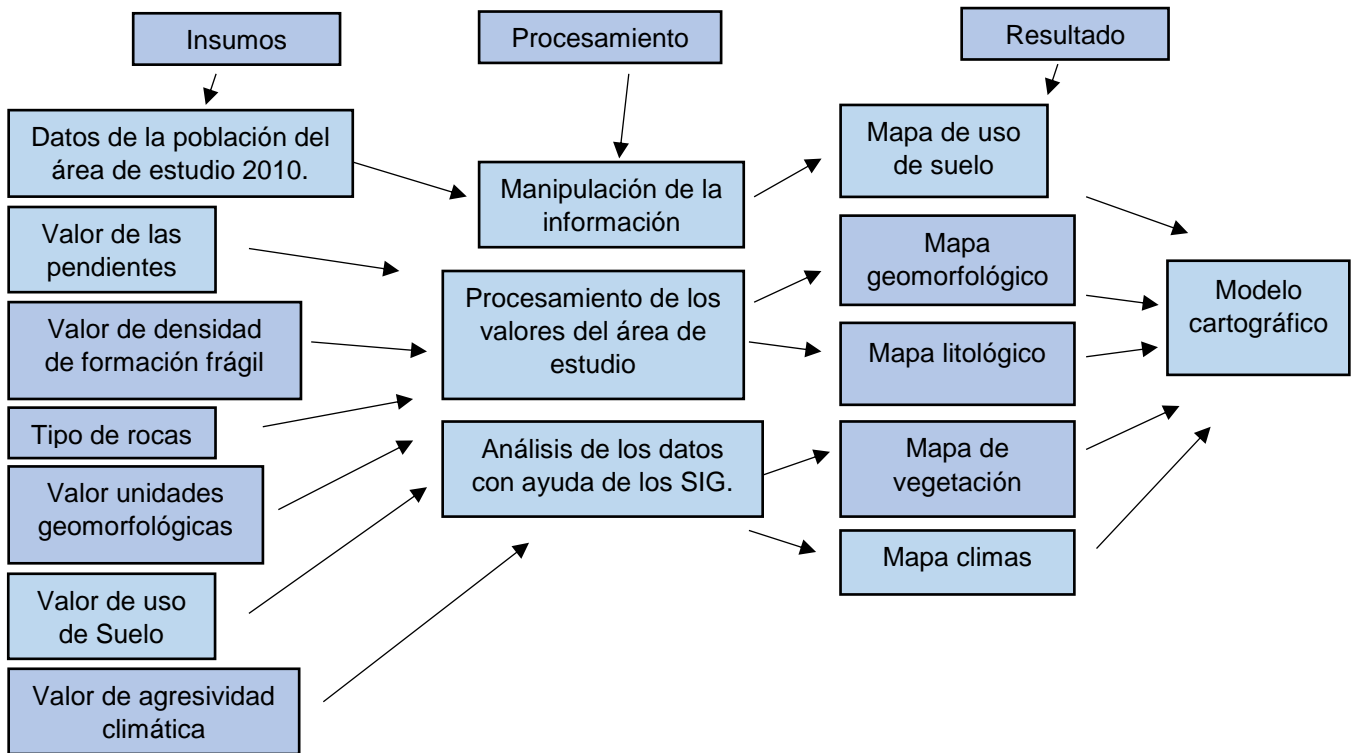 Insumos
Procesamiento
Resultado
Datos de la población del
área de estudio 2010.
Valor de las
pendientes
Valor de densidad
de formación frágil
Tipo de rocas
Valor unidades
geomorfológicas
Valor de uso
de Suelo
Valor de agresividad
climática
Manipulación de la
información
Procesamiento de los
valores del área de
estudio
Análisis de los datos
con ayuda de los SIG.
Mapa de uso
de suelo
Mapa
geomorfológico
Mapa litológico
Mapa de
vegetación
Mapa climas
Modelo
cartográfico